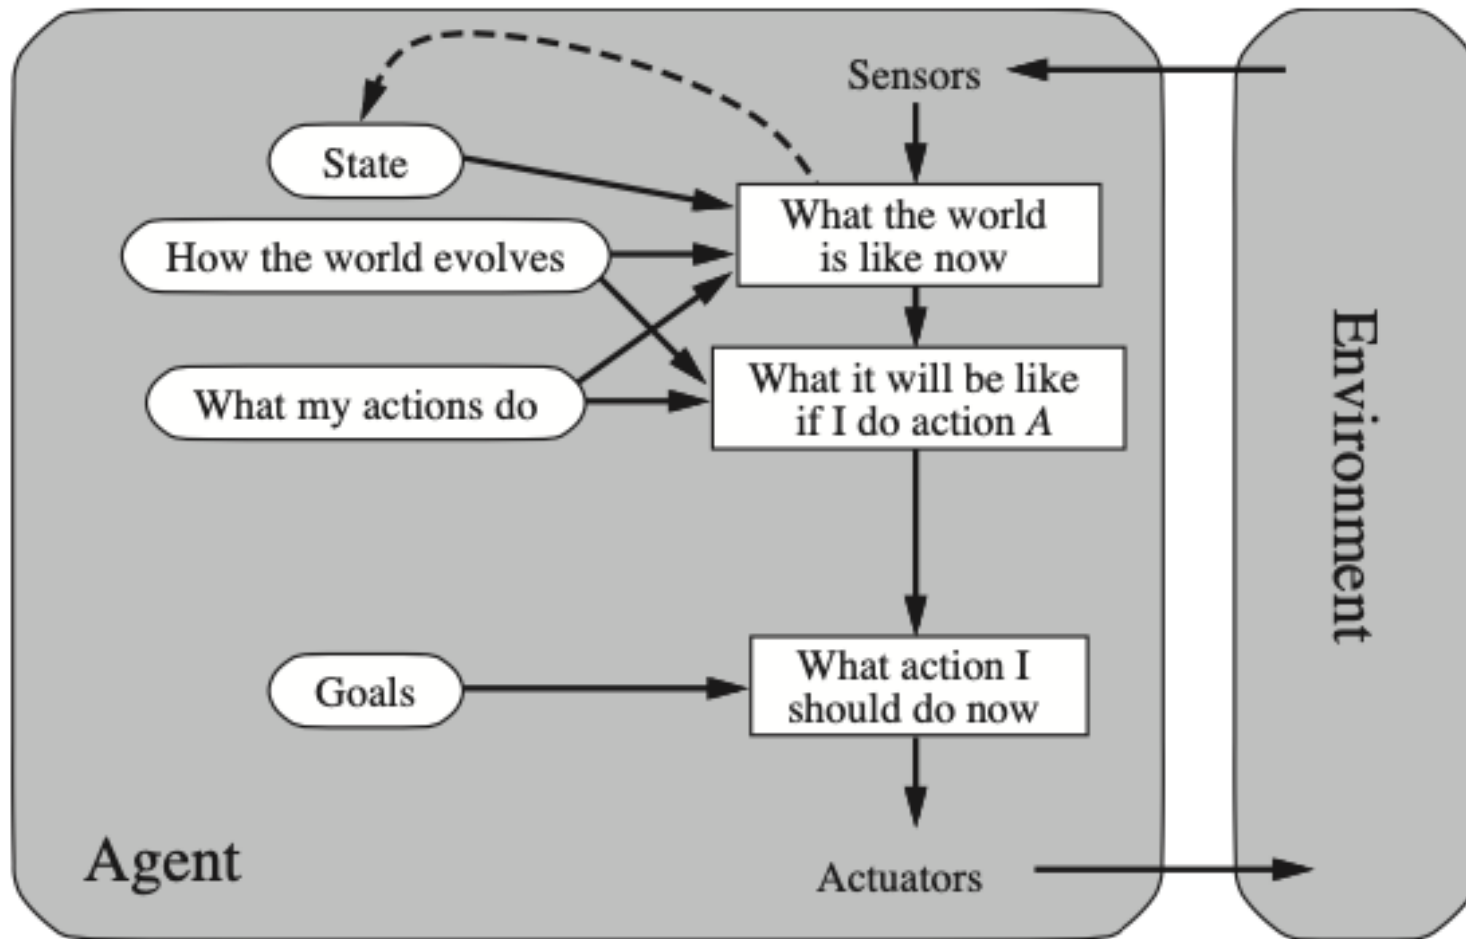 Sensors
State
What the world
is like now
How the world evolves
What it will be like
if I do action A
What my actions do
Environment
What action I
should do now
Goals
Agent
Actuators